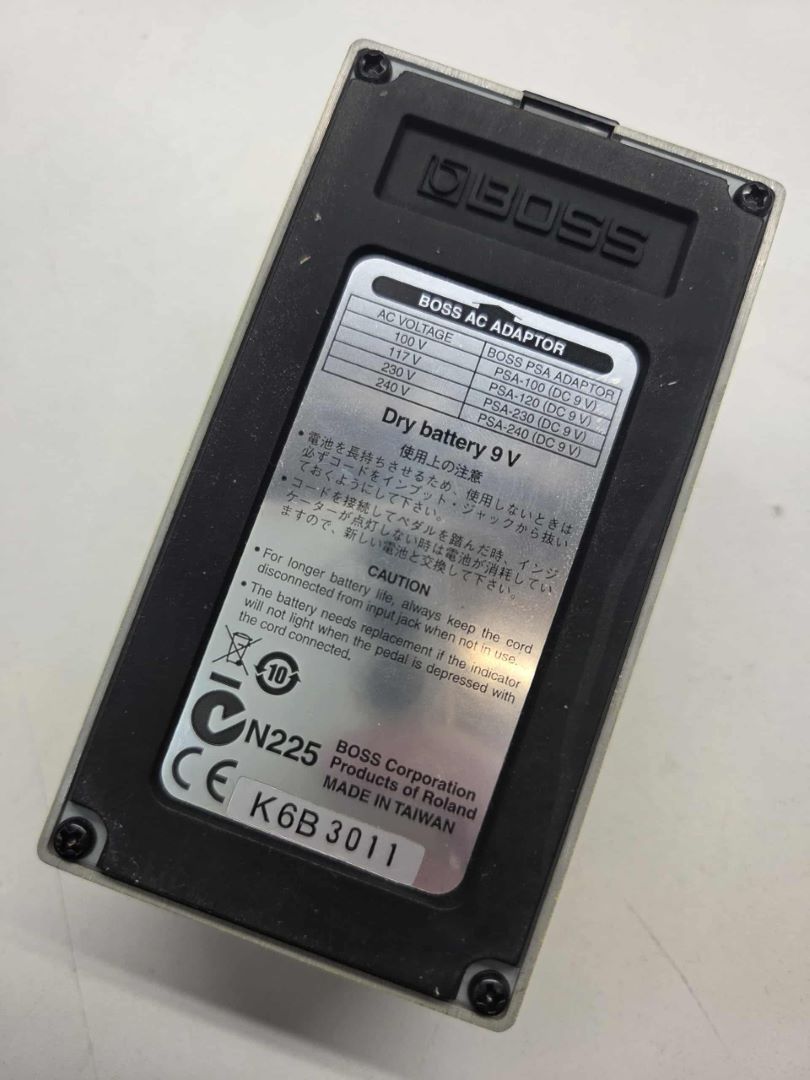 BOSS
BOSS AC ADAPTOR
AC VOLTAGE BOSS PSA ADAPTOR
100 V PSA-100 (DC 9 V)
117 V PSA-120 (DC 9 V)
230 V PSA-230 (DC 9 V)
240 V PSA-240 (DC 9 V)
Dry battery 9 V
使用上の注意
• 電池を長持ちさせるため、使用しないときは
必ずコードをインプット・ジャックから抜い
ておくようにして下さい。
• コードを接続してペダルを踏んだ時、インジ
ケーターが点灯しない時は電池が消耗してい
ますので、新しい電池と交換して下さい。
CAUTION
• For longer battery life, always keep the cord
disconnected from input jack when not in use.
• The battery needs replacement if the indicator
will not light when the pedal is depressed with
the cord connected.
10
N225
BOSS Corporation
Products of Roland
MADE IN TAIWAN
CE
K6B3011